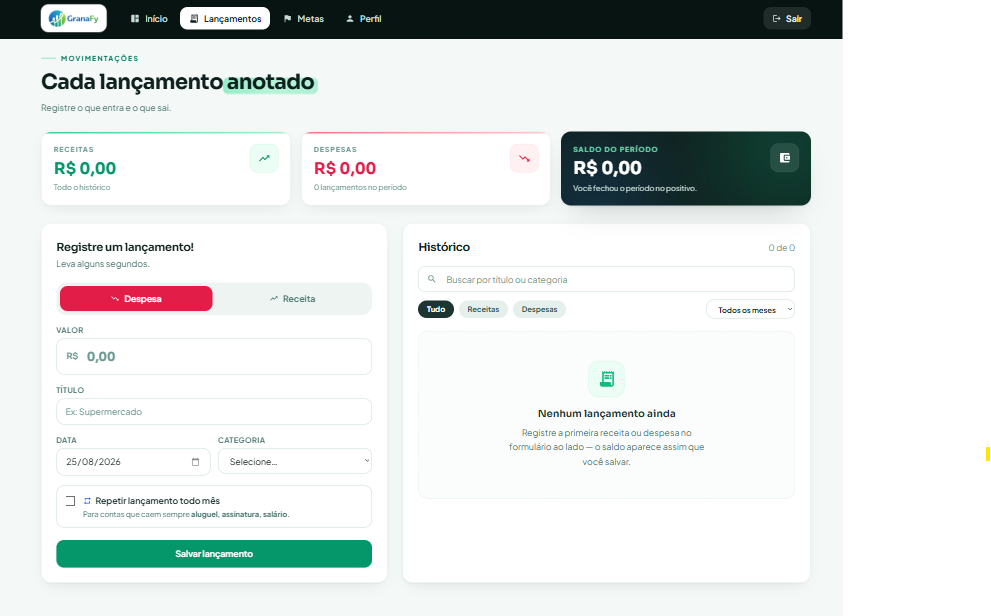 GranaFy
Início
Lançamentos
Metas
Perfil
Sair
MOVIMENTAÇÕES
Cada lançamento anotado
Registre o que entra e o que sai.
RECEITAS
R$ 0,00
Todo o histórico
DESPESAS
R$ 0,00
0 lançamentos no período
SALDO DO PERÍODO
R$ 0,00
Você fechou o período no positivo.
Registre um lançamento!
Leva alguns segundos.
Despesa
Receita
VALOR
R$ 0,00
TÍTULO
Ex: Supermercado
DATA
CATEGORIA
25/08/2026
Selecione...
Repetir lançamento todo mês
Para contas que caem sempre aluguel, assinatura, salário.
Salvar lançamento
Histórico
0 de 0
Buscar por título ou categoria
Tudo
Receitas
Despesas
Todos os meses
Nenhum lançamento ainda
Registre a primeira receita ou despesa no
formulário ao lado — o saldo aparece assim que
você salvar.